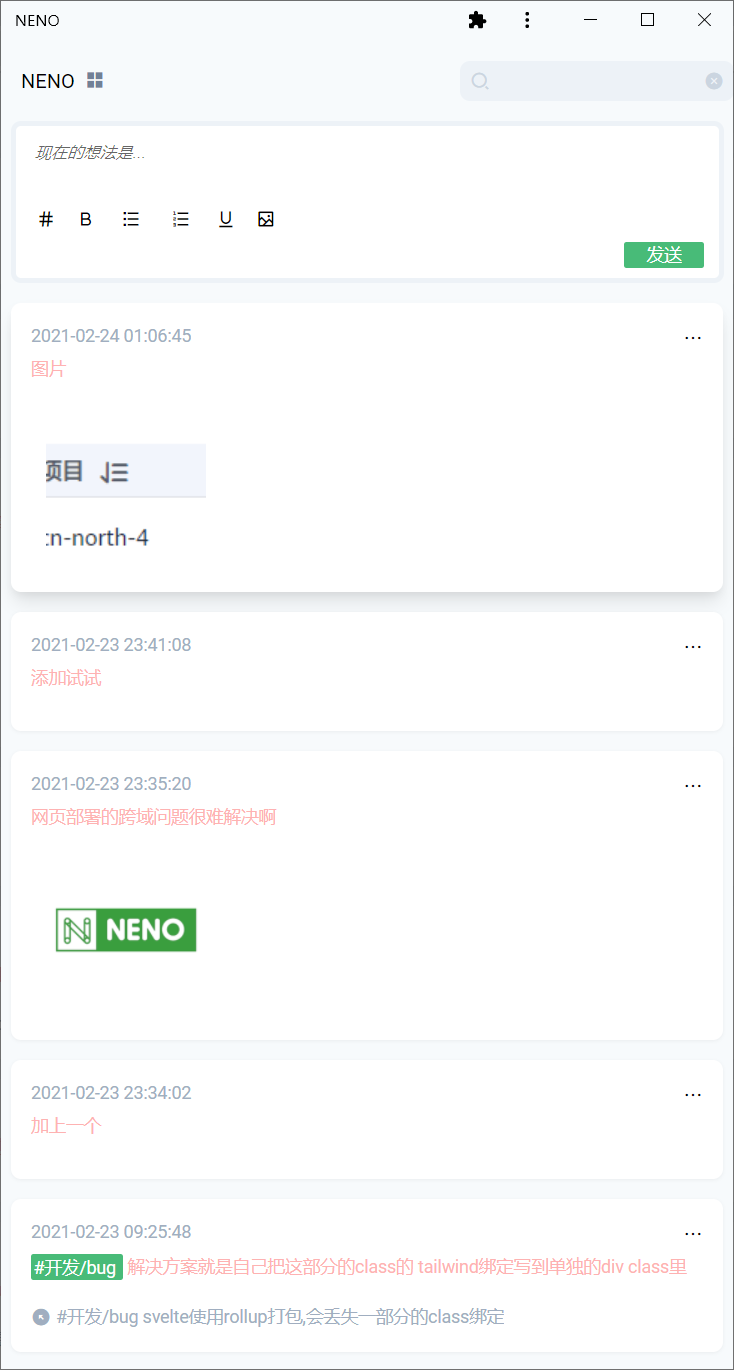 NENO
NENO
现在的想法是...
发送
2021-02-24 01:06:45
图片
项目
cn-north-4
2021-02-23 23:41:08
添加试试
2021-02-23 23:35:20
网页部署的跨域问题很难解决啊
NENO
2021-02-23 23:34:02
加上一个
2021-02-23 09:25:48
#开发/bug 解决方案就是自己把这部分的class的 tailwind绑定写到单独的div class里
#开发/bug svelte使用rollup打包,会丢失一部分的class绑定